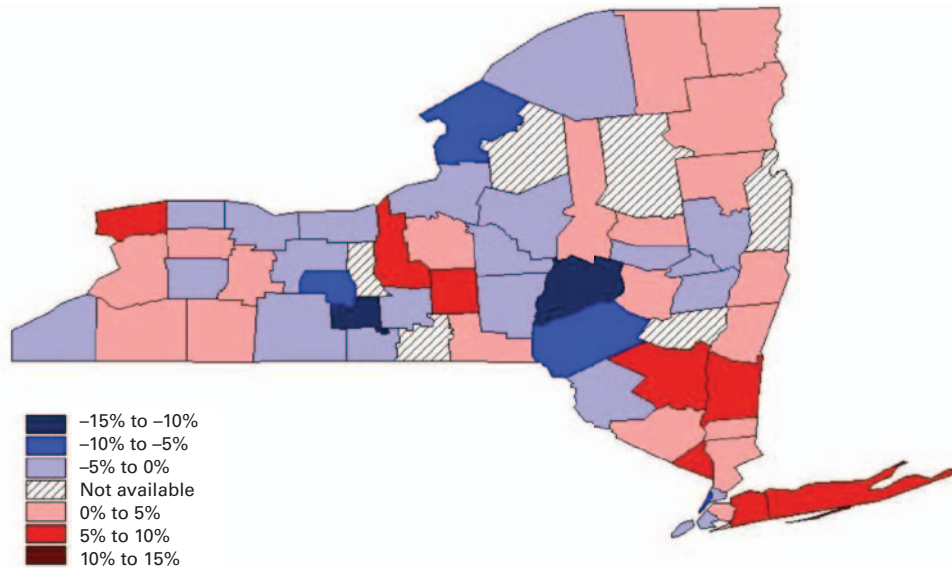 –15% to –10%
–10% to –5%
–5% to 0%
Not available
0% to 5%
5% to 10%
10% to 15%